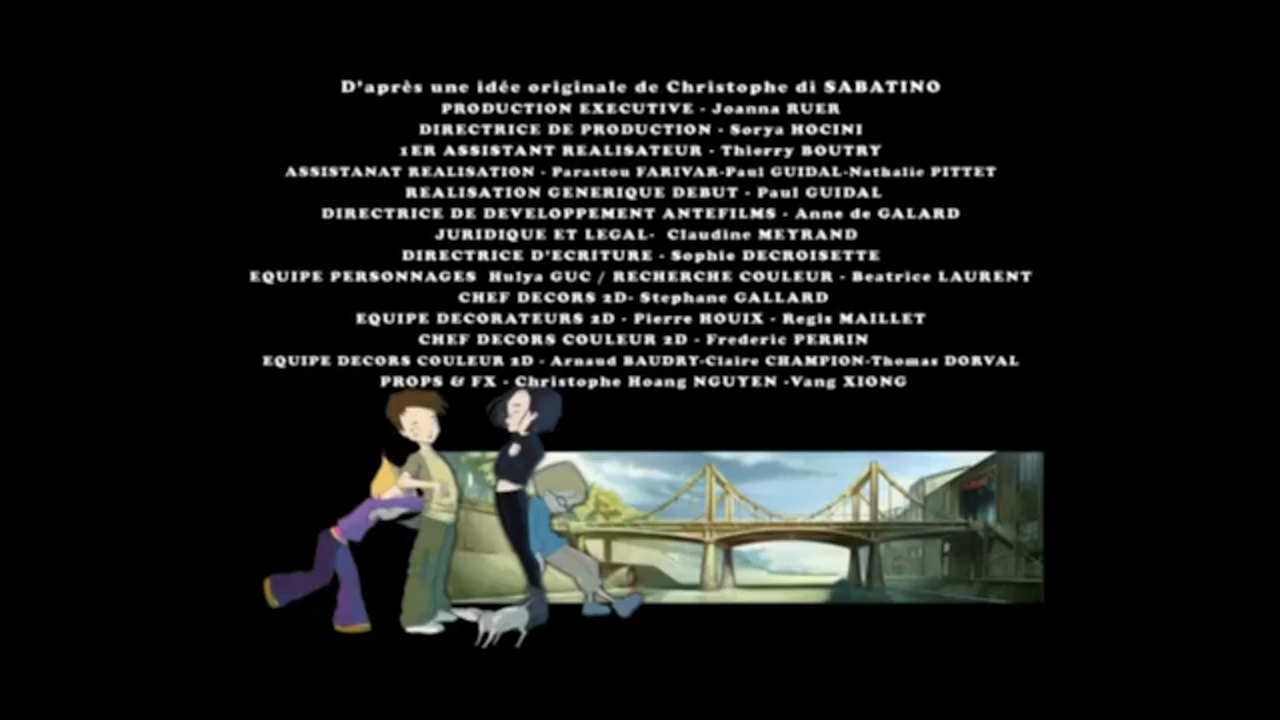 D'après une idée originale de Christophe di SABATINO
PRODUCTION EXECUTIVE - Joanna RUER
DIRECTRICE DE PRODUCTION - Sorya HOCINI
1ER ASSISTANT REALISATEUR - Thierry BOUTRY
ASSISTANAT REALISATION - Parastou FARIVAR-Paul GUIDAL-Nathalie PITTET
REALISATION GENERIQUE DEBUT - Paul GUIDAL
DIRECTRICE DE DEVELOPPEMENT ANTEFILMS - Anne de GALARD
JURIDIQUE ET LEGAL- Claudine MEYRAND
DIRECTRICE D'ECRITURE - Sophie DECROISETTE
EQUIPE PERSONNAGES Hulya GUC / RECHERCHE COULEUR - Beatrice LAURENT
CHEF DECORS 2D- Stephane GALLARD
EQUIPE DECORATEURS 2D - Pierre HOUIX - Regis MAILLET
CHEF DECORS COULEUR 2D - Frederic PERRIN
EQUIPE DECORS COULEUR 2D - Arnaud BAUDRY-Claire CHAMPION-Thomas DORVAL
PROPS & FX - Christophe Hoang NGUYEN -Vang XIONG